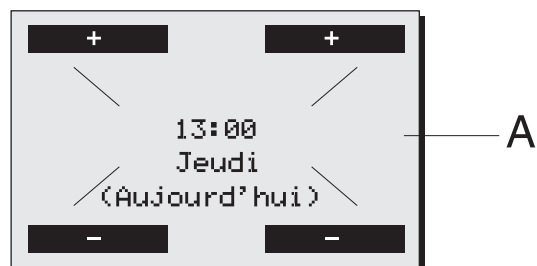 + +
13:00
A
Jeudi
(Aujourd'hui)
- -